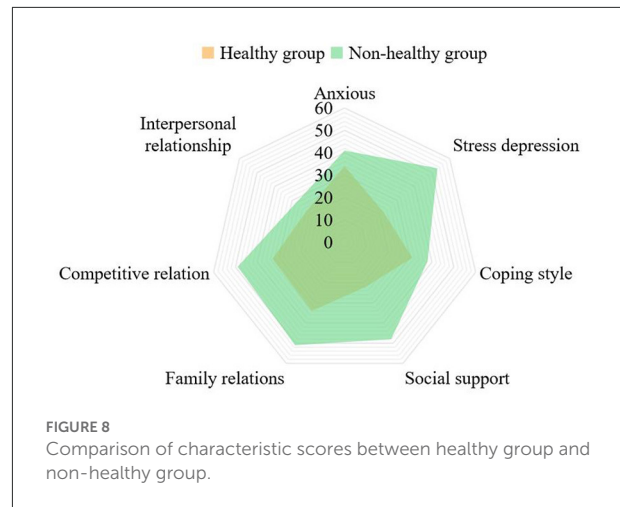 Healthy group Non-healthy group
Anxious
60
50
40
30
20
10
0
Interpersonal
relationship
Stress depression
Competitive relation
Coping style
Family relations
Social support
FIGURE 8
Comparison of characteristic scores between healthy group and
non-healthy group.